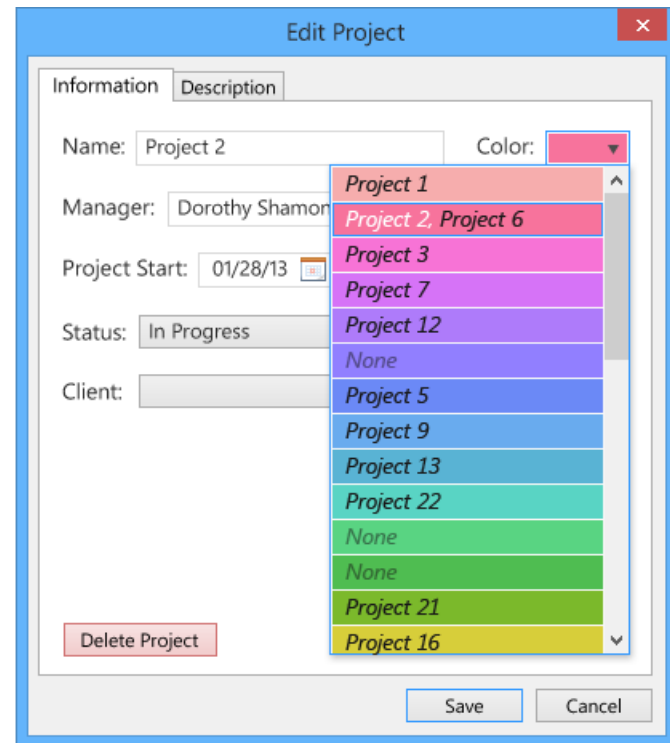 Edit Project
Information Description
Name: Project 2 Color:
Manager: Dorothy Shamon
Project Start: 01/28/13
Status: In Progress
Client:
Project 1
Project 2, Project 6
Project 3
Project 7
Project 12
None
Project 5
Project 9
Project 13
Project 22
None
None
Project 21
Project 16
Delete Project
Save Cancel